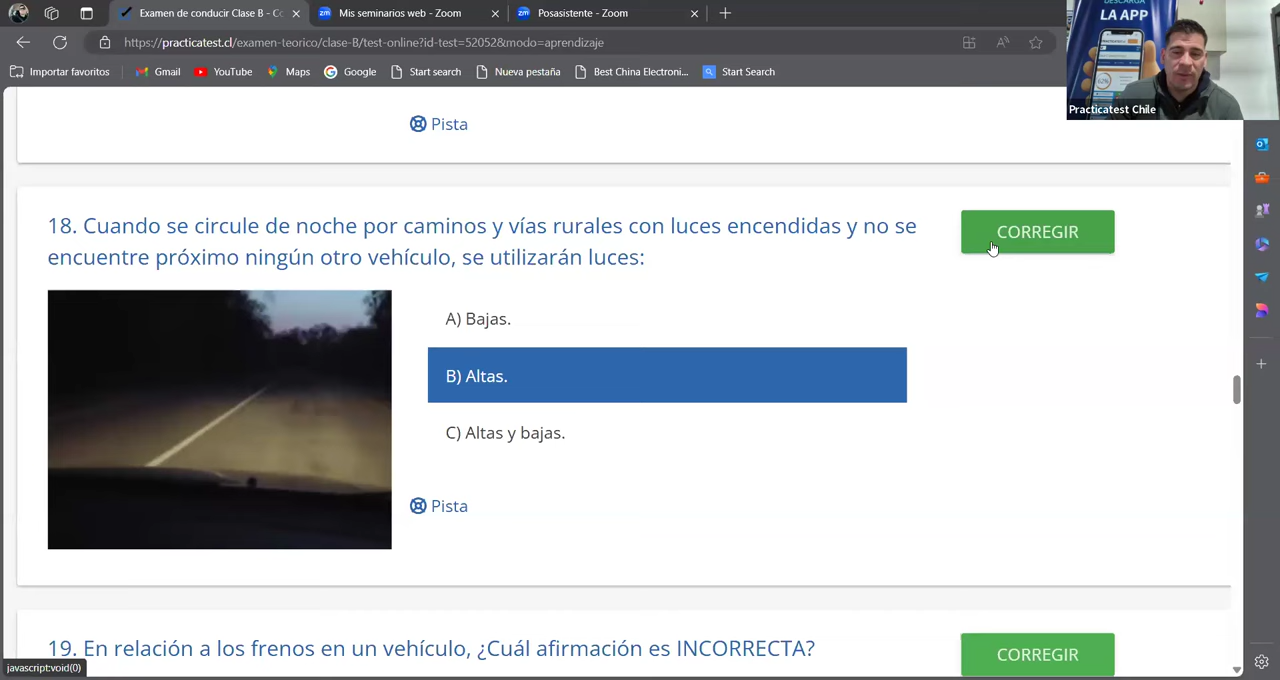 Examen de conducir Clase B - Co
Mis seminarios web - Zoom
Posasistente - Zoom
https://practicatest.cl/examen-teorico/clase-B/test-online?id-test=52052&modo=aprendizaje
Importar favoritos
Gmail
YouTube
Maps
Google
Start search
Nueva pestaña
Best China Electroni...
Start Search
DESCARGA
LA APP
Practicatest Chile
Pista
18. Cuando se circule de noche por caminos y vías rurales con luces encendidas y no se
encuentre próximo ningún otro vehículo, se utilizarán luces:
CORREGIR
A) Bajas.
B) Altas.
C) Altas y bajas.
Pista
19. En relación a los frenos en un vehículo, ¿Cuál afirmación es INCORRECTA?
CORREGIR
javascript:void(0)